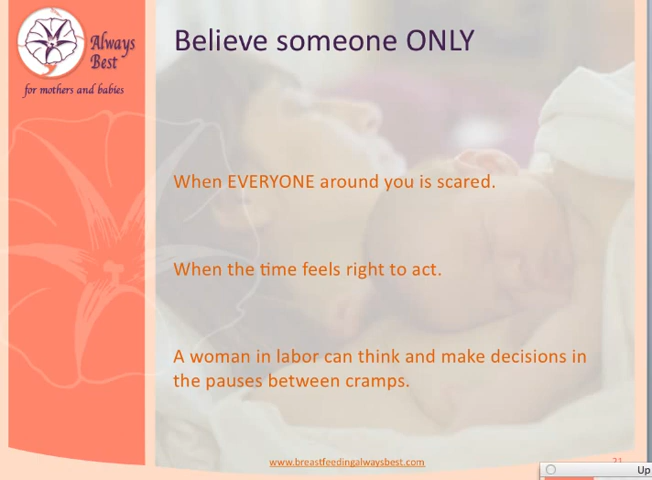 Believe someone ONLY
Always
Best
for mothers and babies
When EVERYONE around you is scared.
When the time feels right to act.
A woman in labor can think and make decisions in
the pauses between cramps.
www.breastfeedingalwaysbest.com
21
Up